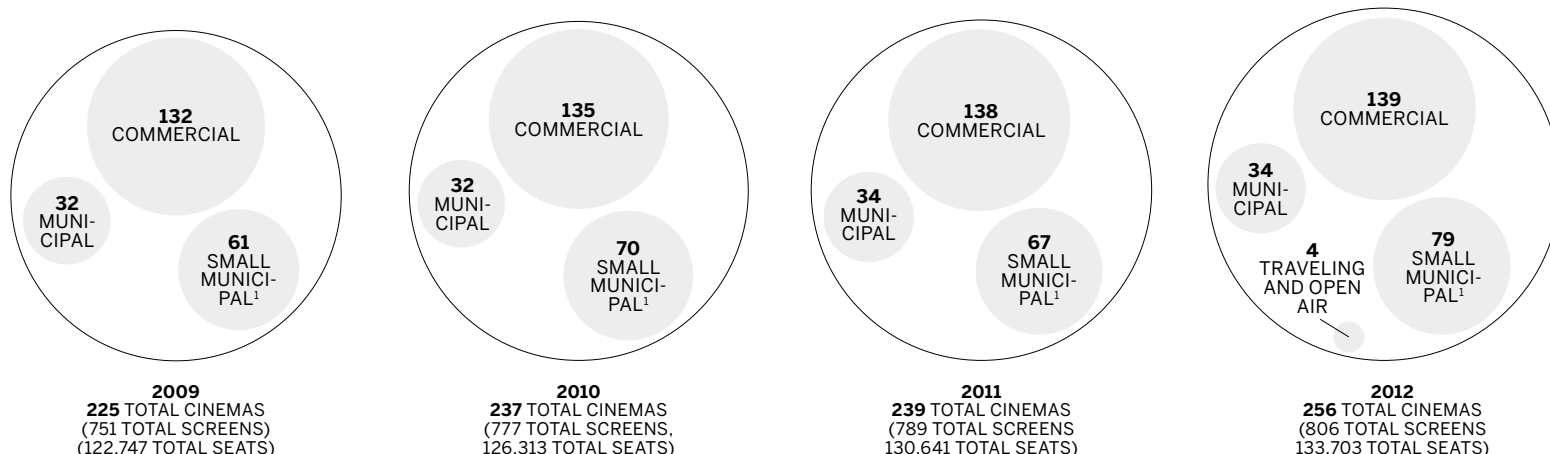 132
COMMERCIAL
32
MUNI-
CIPAL
61
SMALL
MUNICI-
PAL¹
2009
225 TOTAL CINEMAS
(751 TOTAL SCREENS)
(122.747 TOTAL SEATS)
135
COMMERCIAL
32
MUNI-
CIPAL
70
SMALL
MUNICI-
PAL¹
2010
237 TOTAL CINEMAS
(777 TOTAL SCREENS,
126.313 TOTAL SEATS)
138
COMMERCIAL
34
MUNI-
CIPAL
67
SMALL
MUNICI-
PAL¹
2011
239 TOTAL CINEMAS
(789 TOTAL SCREENS
130.641 TOTAL SEATS)
139
COMMERCIAL
34
MUNI-
CIPAL
4
TRAVELING
AND OPEN
AIR
79
SMALL
MUNICI-
PAL¹
2012
256 TOTAL CINEMAS
(806 TOTAL SCREENS
133.703 TOTAL SEATS)